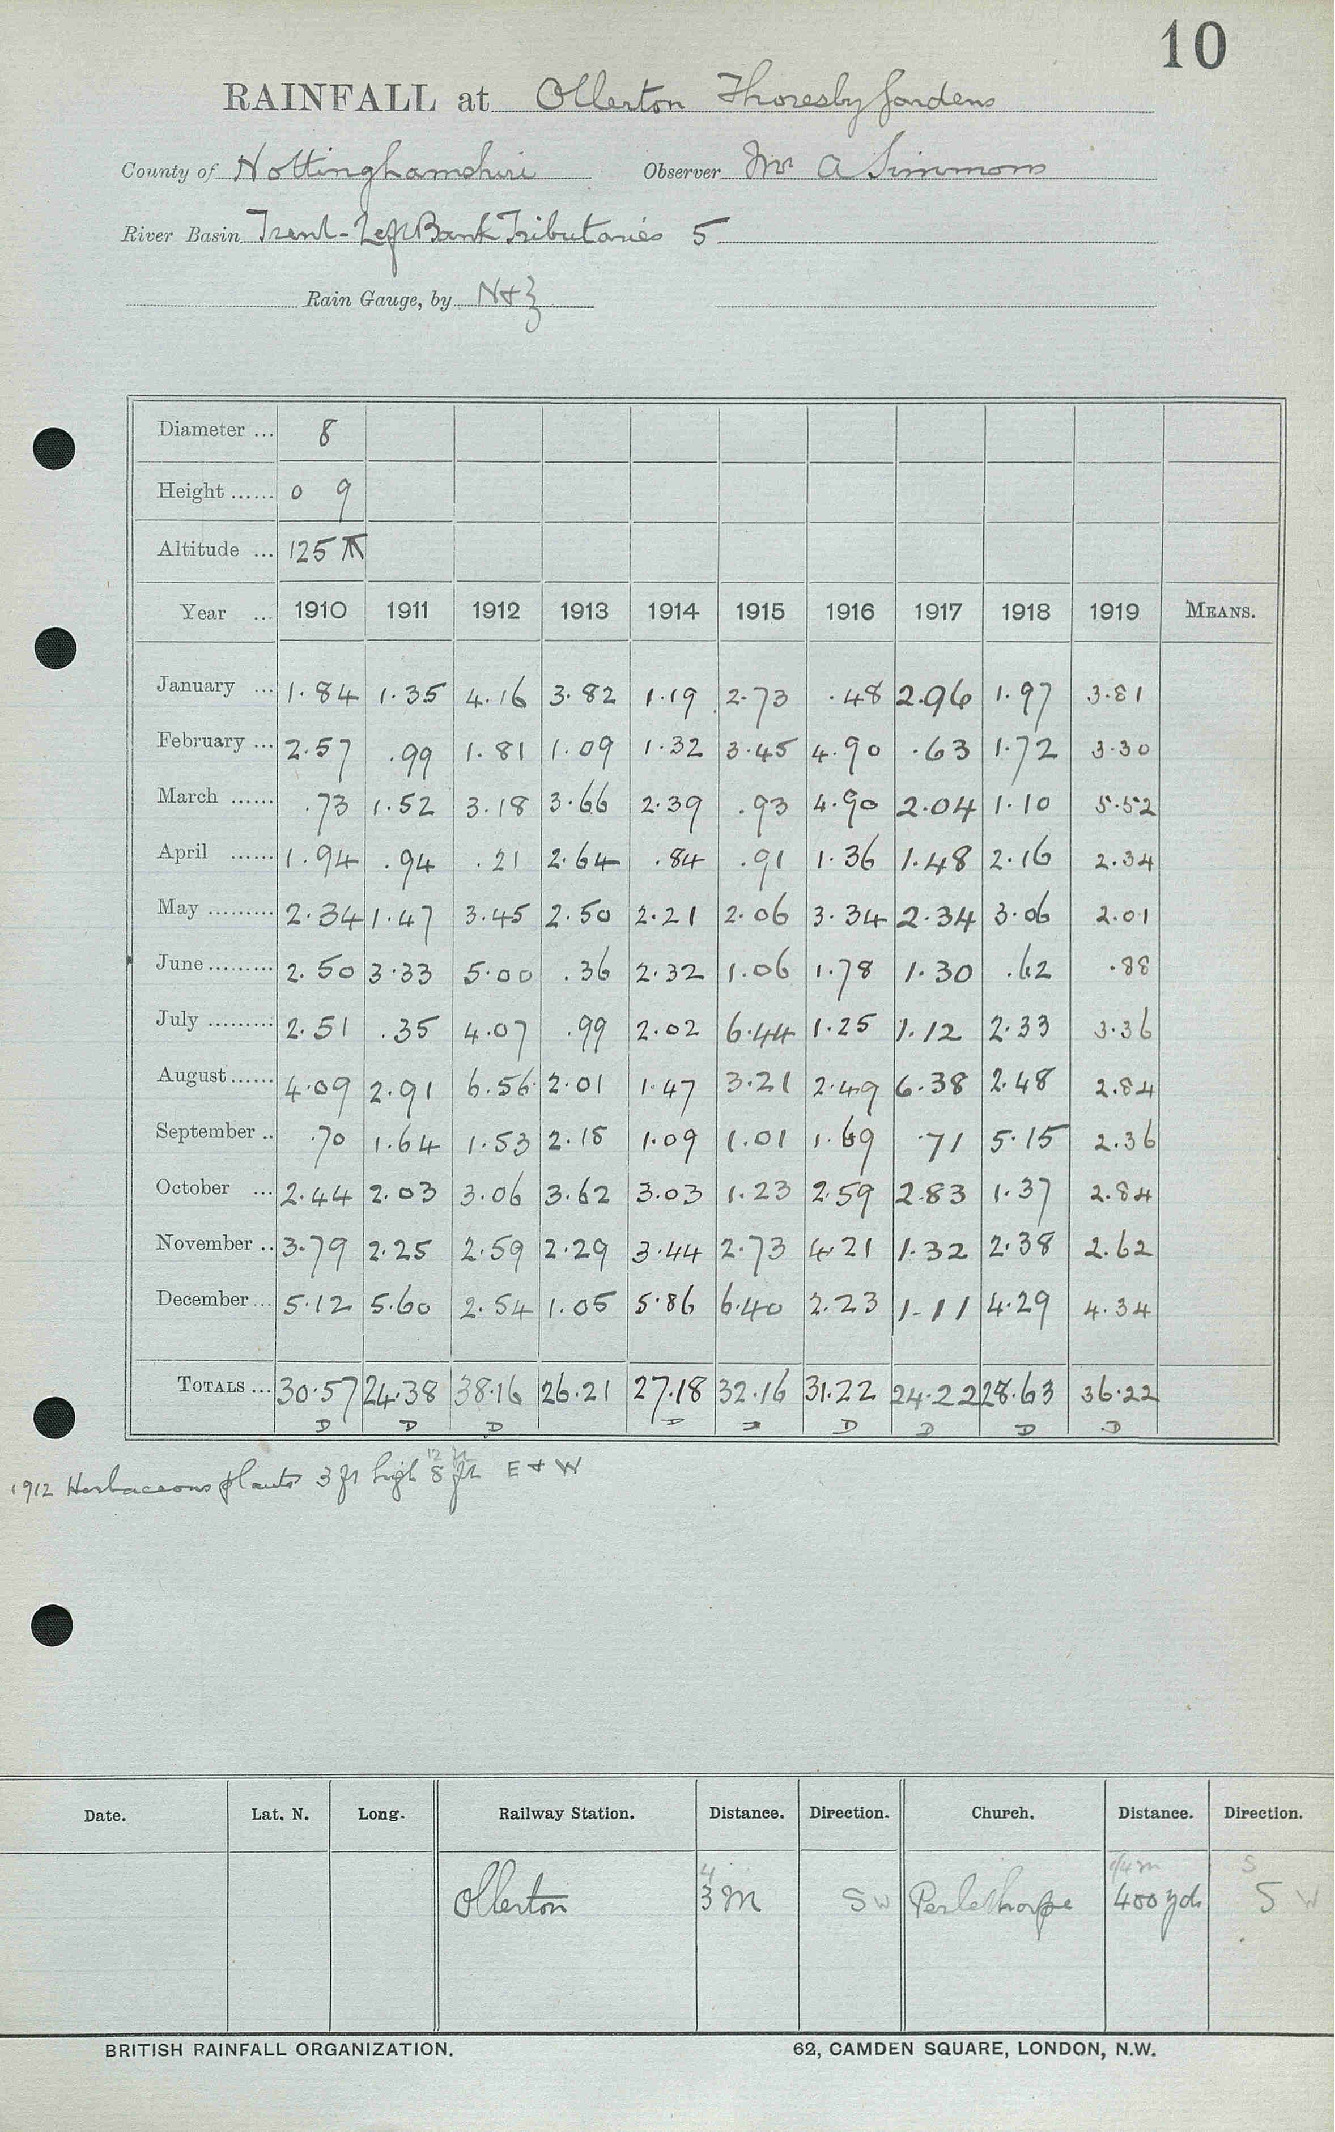 10
RAINFALL at Ollerton Thoresby Gardens
County of Nottinghamshire Observer Mr A Simmons
River Basin Trent-Left Bank Tributaries 5
Rain Gauge, by N+Z
Diameter ... 8
Height ...... 0 9
Altitude ... 125
Year .. 1910 1911 1912 1913 1914 1915 1916 1917 1918 1919 MEANS.
January ... 1.84 1.35 4.16 3.82 1.19 2.73 .48 2.96 1.97 3.81
February ... 2.57 .99 1.81 1.09 1.32 3.45 4.90 .63 1.72 3.30
March ...... .73 1.52 3.18 3.66 2.39 .93 4.90 2.04 1.10 5.52
April ...... 1.94 .94 .21 2.64 .84 .91 1.36 1.48 2.16 2.34
May ......... 2.34 1.47 3.45 2.50 2.21 2.06 3.34 2.34 3.06 2.01
June ......... 2.50 3.33 5.00 .36 2.32 1.06 1.78 1.30 .62 .88
July ......... 2.51 .35 4.07 .99 2.02 6.44 1.25 1.12 2.33 3.36
August ...... 4.09 2.91 6.56 2.01 1.47 3.21 2.49 6.38 2.48 2.84
September .. .70 1.64 1.53 2.18 1.09 1.01 1.69 .71 5.15 2.36
October ... 2.44 2.03 3.06 3.62 3.03 1.23 2.59 2.83 1.37 2.84
November .. 3.79 2.25 2.59 2.29 3.44 2.73 4.21 1.32 2.38 2.62
December ... 5.12 5.60 2.54 1.05 5.86 6.40 2.23 1.11 4.29 4.34
TOTALS ... 30.57 24.38 38.16 26.21 27.18 32.16 31.22 24.22 28.63 36.22
D D D D D D D D D
1912 Herbaceous plants 3 ft high 8 ft E + W
12
Date. Lat. N. Long. Railway Station. Distance. Direction. Church. Distance. Direction.
4 1/4 m S
Ollerton 3 m SW Perlethorpe 400 yds S W
BRITISH RAINFALL ORGANIZATION. 62, CAMDEN SQUARE, LONDON, N.W.